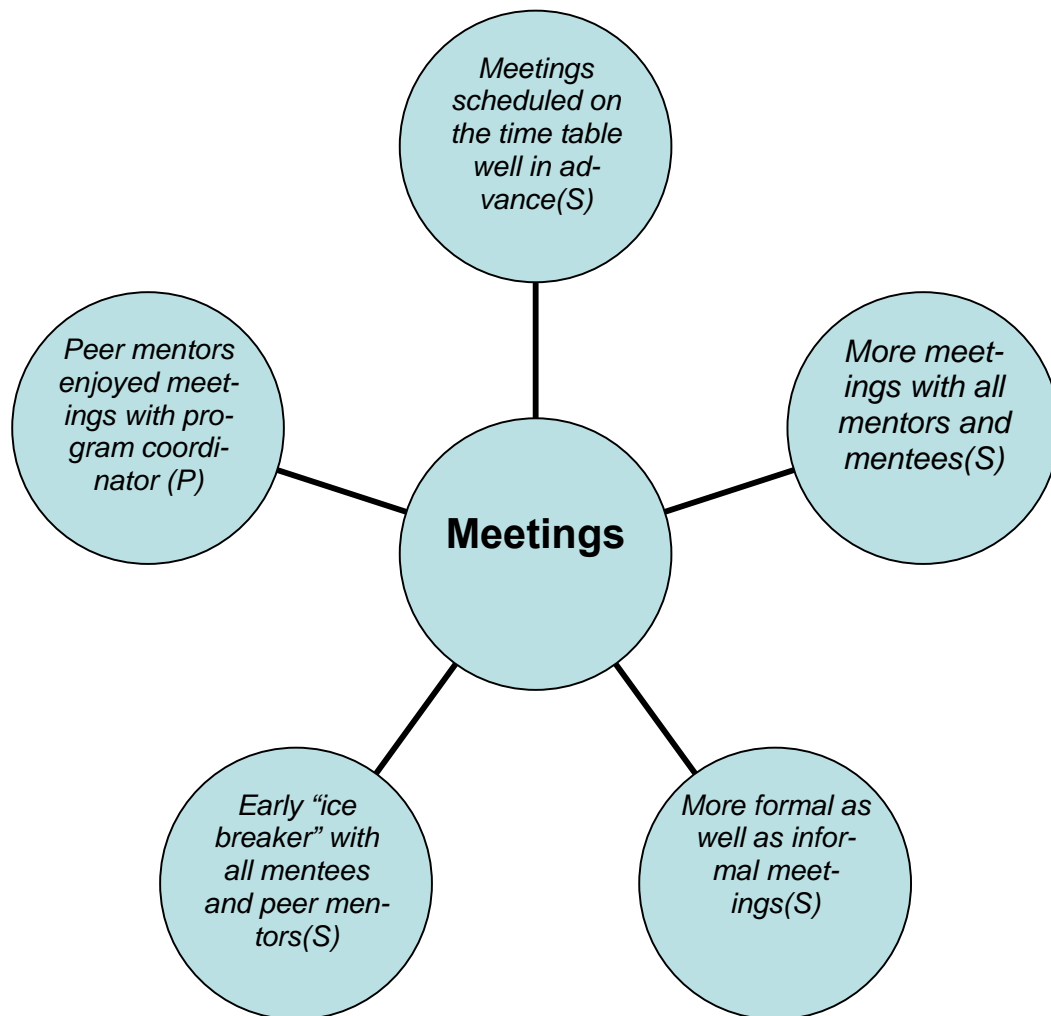 Meetings
scheduled on
the time table
well in ad-
vance(S)
Peer mentors
enjoyed meet-
ings with pro-
gram coordi-
nator (P)
More meet-
ings with all
mentors and
mentees(S)
Meetings
Early “ice
breaker” with
all mentees
and peer men-
tors(S)
More formal as
well as infor-
mal meet-
ings(S)